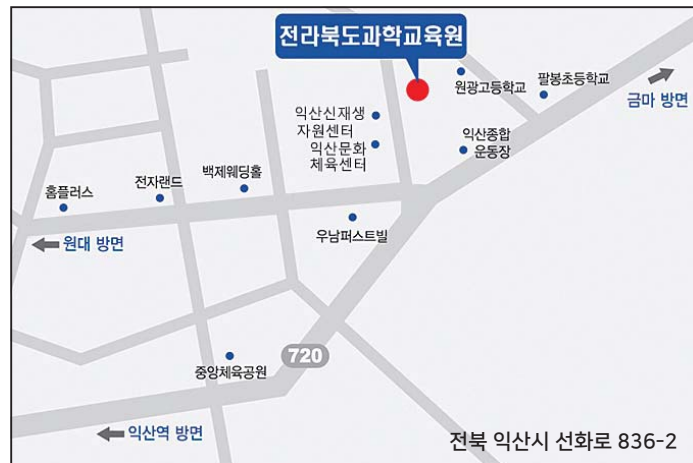 전라북도과학교육원
원광고등학교
팔봉초등학교
금마 방면
익산신재생
자원센터
익산문화
체육센터
익산종합
운동장
백제웨딩홀
전자랜드
홈플러스
우남퍼스트빌
원대 방면
720
중앙체육공원
익산역 방면
전북 익산시 선화로 836-2